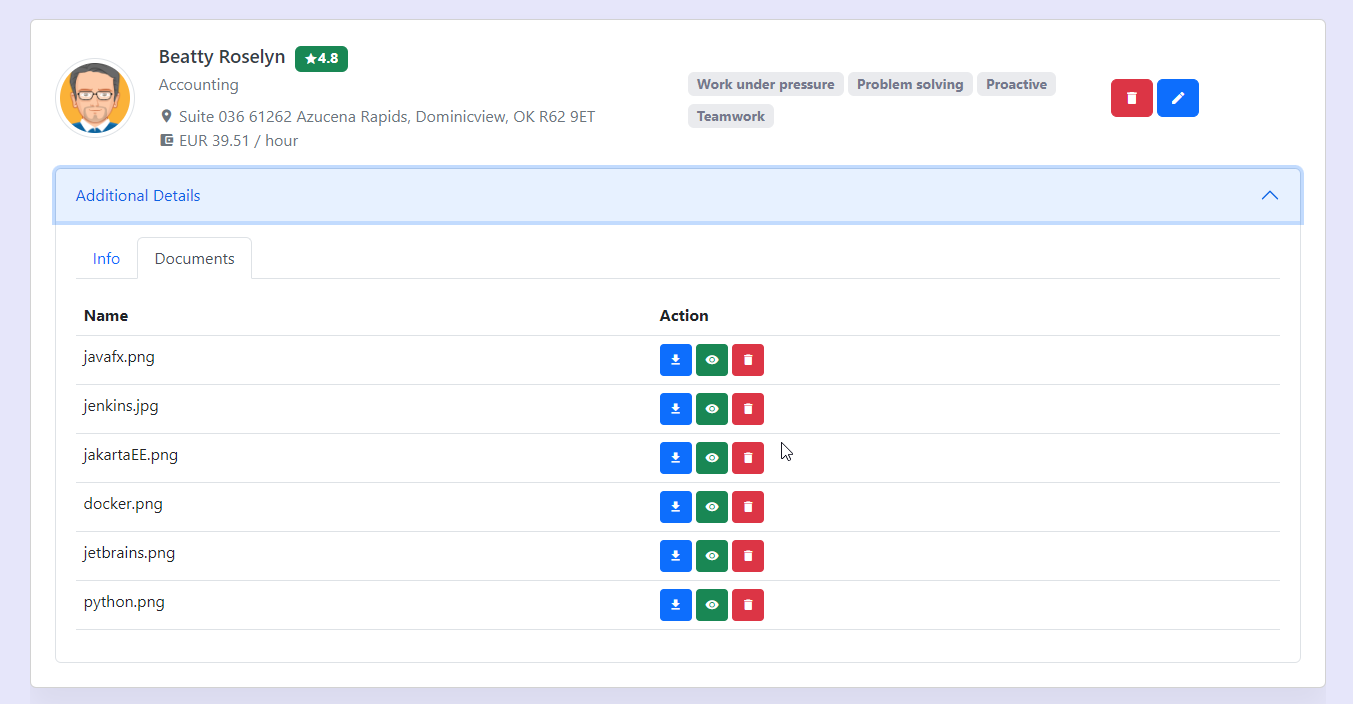 Beatty Roselyn ★4.8
Accounting
Suite 036 61262 Azucena Rapids, Dominicview, OK R62 9ET
EUR 39.51 / hour
Work under pressure Problem solving Proactive
Teamwork
Additional Details
Info Documents
Name Action
javafx.png
jenkins.jpg
jakartaEE.png
docker.png
jetbrains.png
python.png